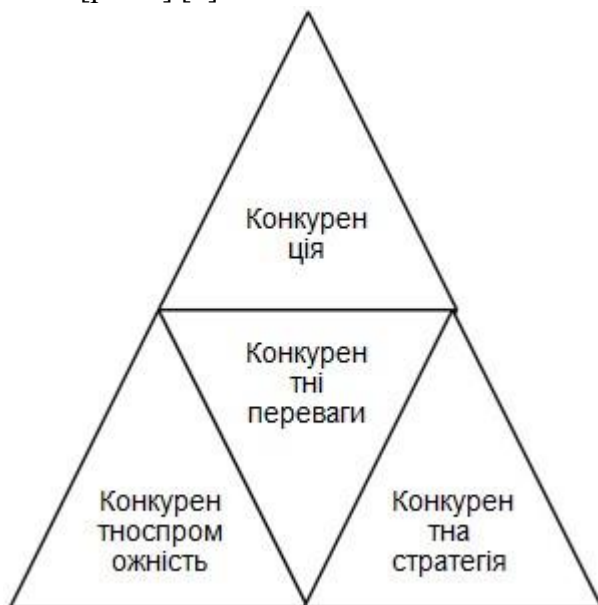 Конкурен
ція
Конкурен
тні
переваги
Конкурен
тноспром
ожність
Конкурен
тна
стратегія